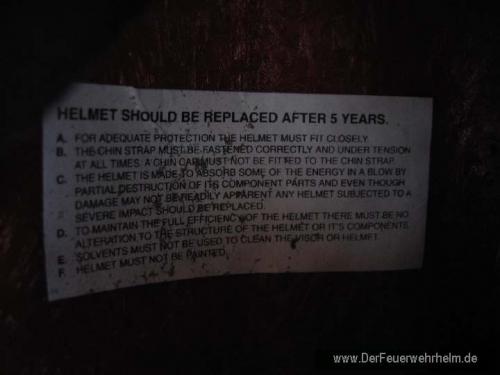 HELMET SHOULD BE REPLACED AFTER 5 YEARS.
A. FOR ADEQUATE PROTECTION THE HELMET MUST FIT CLOSELY.
B. THE CHIN STRAP MUST BE FASTENED CORRECTLY AND UNDER TENSION
AT ALL TIMES. A CHIN CAP MUST NOT BE FITTED TO THE CHIN STRAP.
C. THE HELMET IS MADE TO ABSORB SOME OF THE ENERGY IN A BLOW BY
PARTIAL DESTRUCTION OF ITS COMPONENT PARTS AND EVEN THOUGH
DAMAGE MAY NOT BE READILY APPARENT ANY HELMET SUBJECTED TO A
SEVERE IMPACT SHOULD BE REPLACED.
D. TO MAINTAIN THE FULL EFFICIENCY OF THE HELMET THERE MUST BE NO
ALTERATION TO THE STRUCTURE OF THE HELMET OR IT'S COMPONENTS.
E. SOLVENTS MUST NOT BE USED TO CLEAN THE VISOR OR HELMET.
F. HELMET MUST NOT BE PAINTED.
www.DerFeuerwehrhelm.de